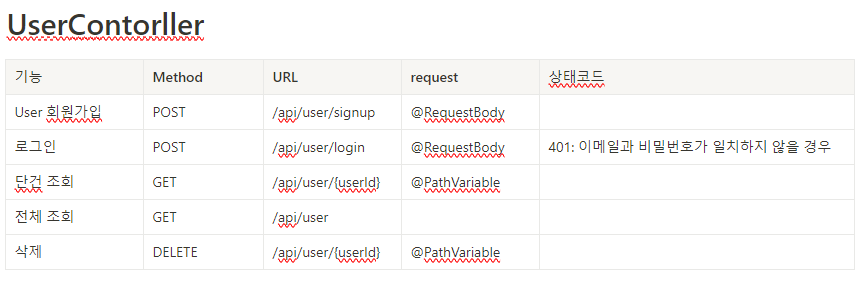 UserContorller
기능 Method URL request 상태코드
User 회원가입 POST /api/user/signup @RequestBody
로그인 POST /api/user/login @RequestBody 401: 이메일과 비밀번호가 일치하지 않을 경우
단건 조회 GET /api/user/{userId} @PathVariable
전체 조회 GET /api/user
삭제 DELETE /api/user/{userId} @PathVariable